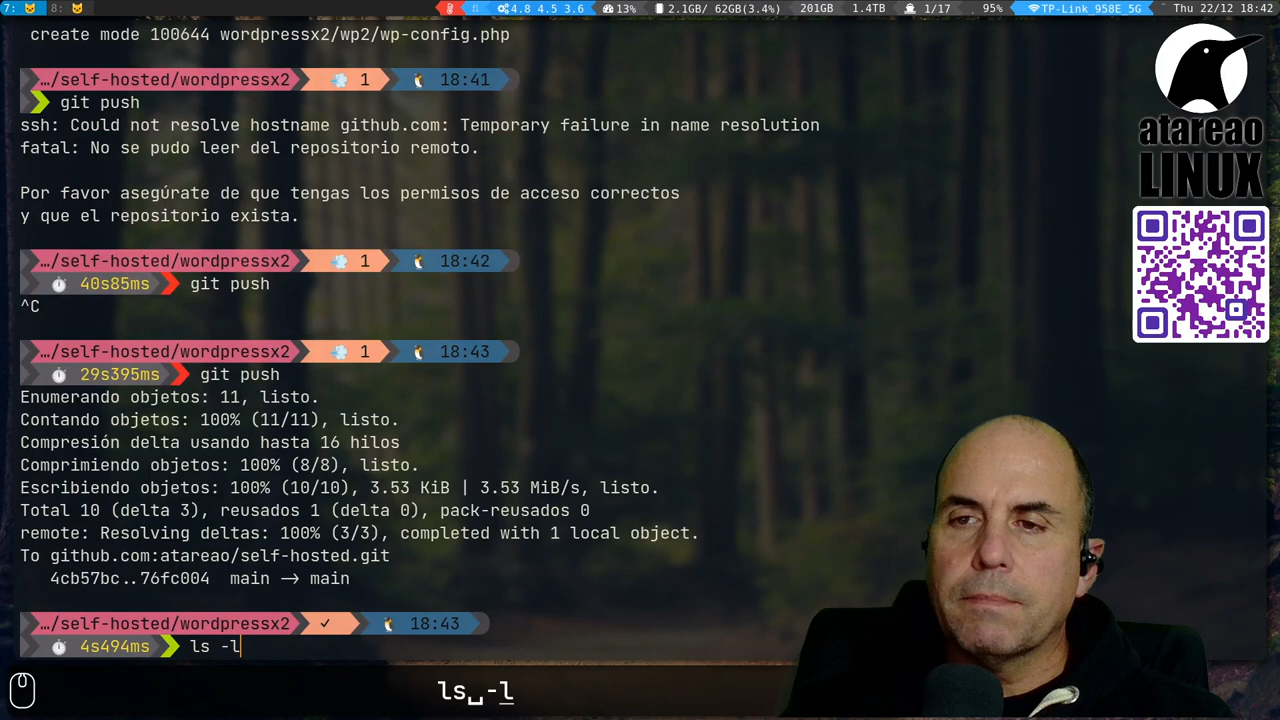 7: 8: 4.8 4.5 3.6 13% 2.1GB/ 62GB(3.4%) 201GB 1.4TB 1/17 95% TP-Link 958E_5G Thu 22/12 18:42
create mode 100644 wordpressx2/wp2/wp-config.php
…/self-hosted/wordpressx2 1 18:41
git push
ssh: Could not resolve hostname github.com: Temporary failure in name resolution
fatal: No se pudo leer del repositorio remoto.
Por favor asegúrate de que tengas los permisos de acceso correctos
y que el repositorio exista.
…/self-hosted/wordpressx2 1 18:42
40s85ms git push
^C
…/self-hosted/wordpressx2 1 18:43
29s395ms git push
Enumerando objetos: 11, listo.
Contando objetos: 100% (11/11), listo.
Compresión delta usando hasta 16 hilos
Comprimiendo objetos: 100% (8/8), listo.
Escribiendo objetos: 100% (10/10), 3.53 KiB | 3.53 MiB/s, listo.
Total 10 (delta 3), reusados 1 (delta 0), pack-reusados 0
remote: Resolving deltas: 100% (3/3), completed with 1 local object.
To github.com:atareao/self-hosted.git
4cb57bc..76fc004 main -> main
…/self-hosted/wordpressx2 ✓ 18:43
4s494ms ls -l
ls␣-l
atareao
LINUX